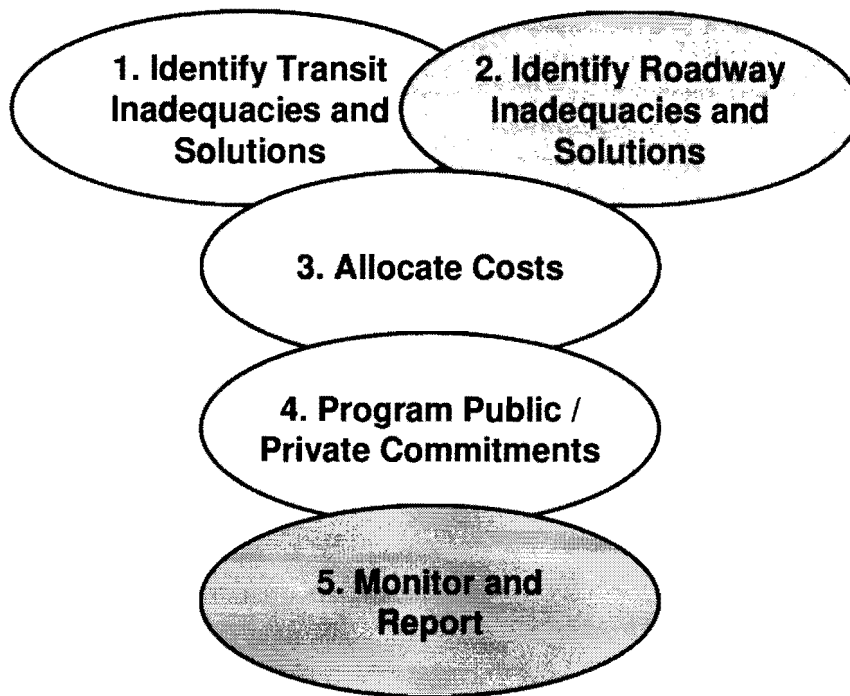 1. Identify Transit
Inadequacies and
Solutions
2. Identify Roadway
Inadequacies and
Solutions
3. Allocate Costs
4. Program Public /
Private Commitments
5. Monitor and
Report